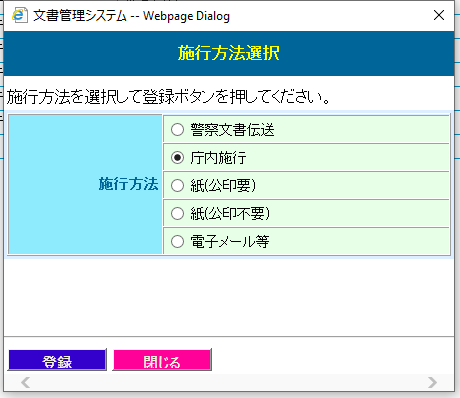 文書管理システム -- Webpage Dialog
施行方法選択
施行方法を選択して登録ボタンを押してください。
施行方法
警察文書伝送
庁内施行
紙(公印要)
紙(公印不要)
電子メール等
登録 閉じる